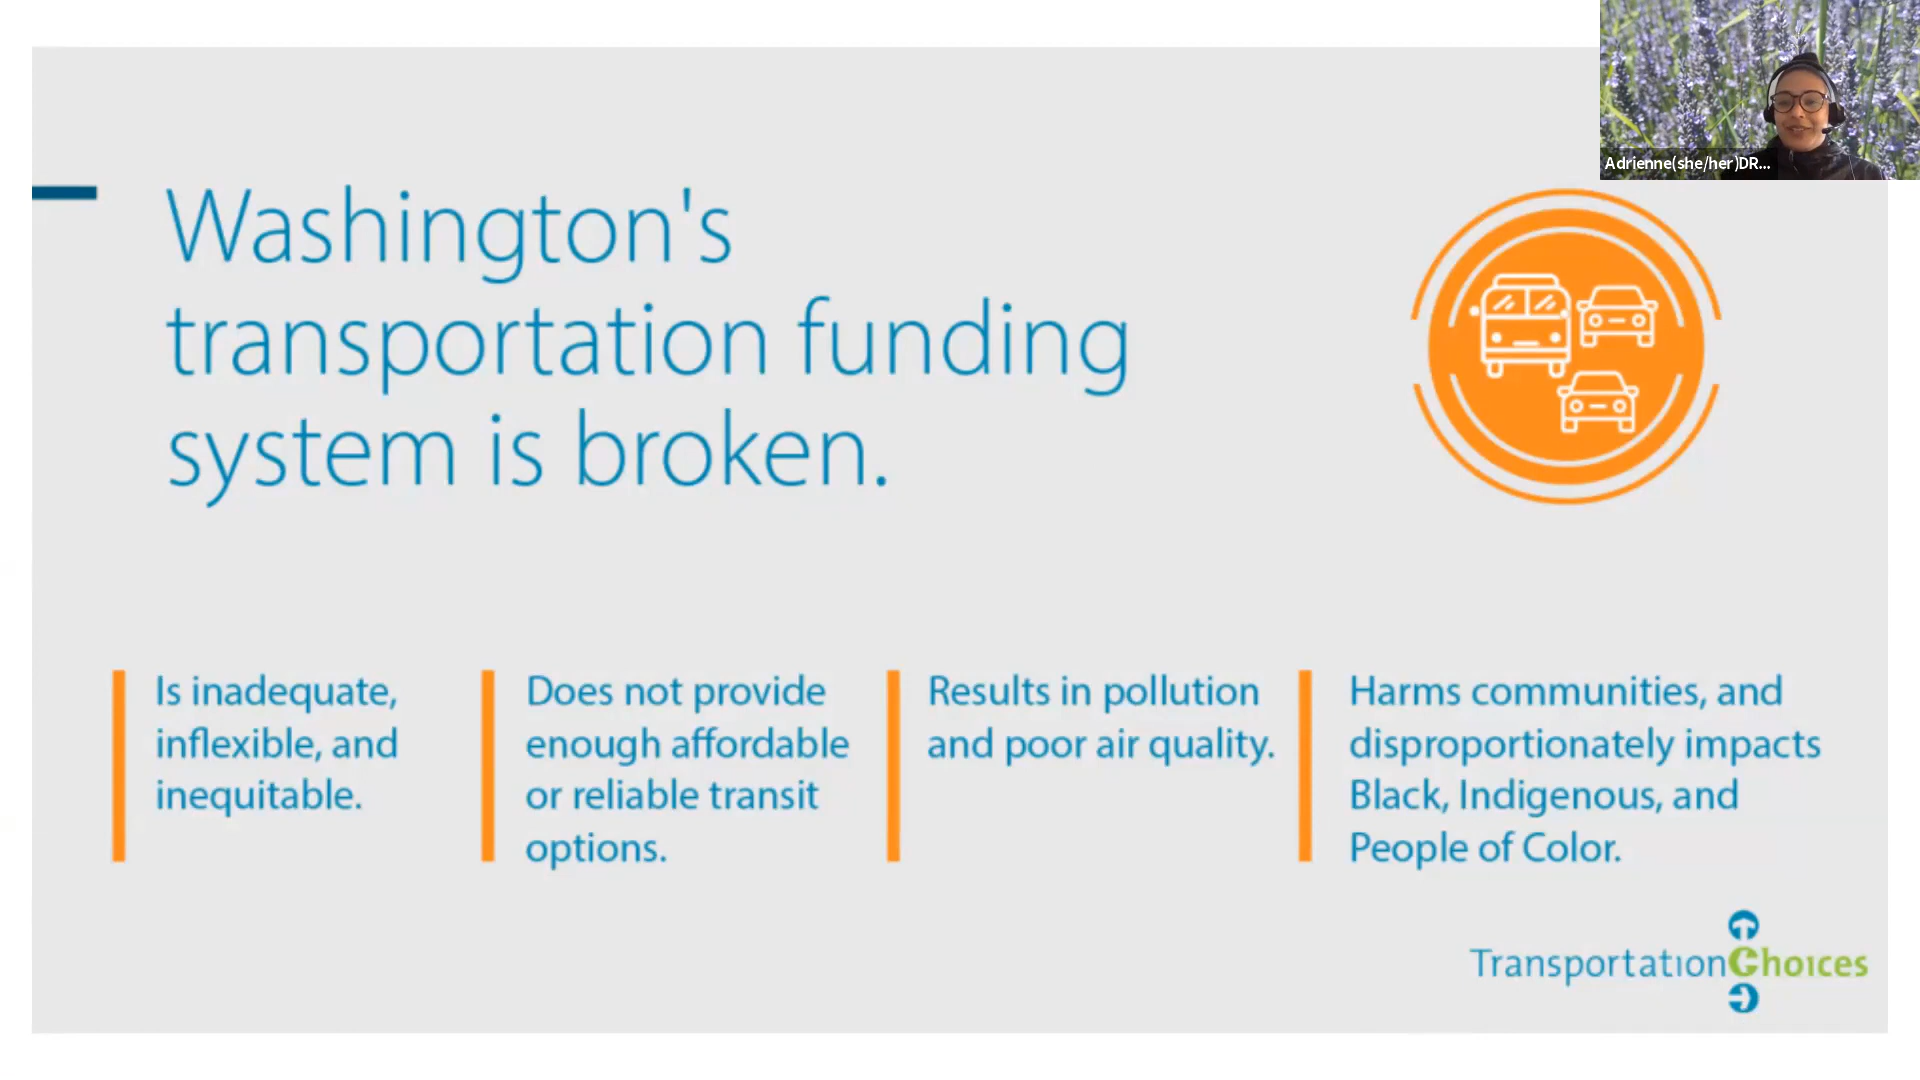 Adrienne(she/her)DR...
Washington's
transportation funding
system is broken.
Is inadequate,
inflexible, and
inequitable.
Does not provide
enough affordable
or reliable transit
options.
Results in pollution
and poor air quality.
Harms communities, and
disproportionately impacts
Black, Indigenous, and
People of Color.
TransportationChoices